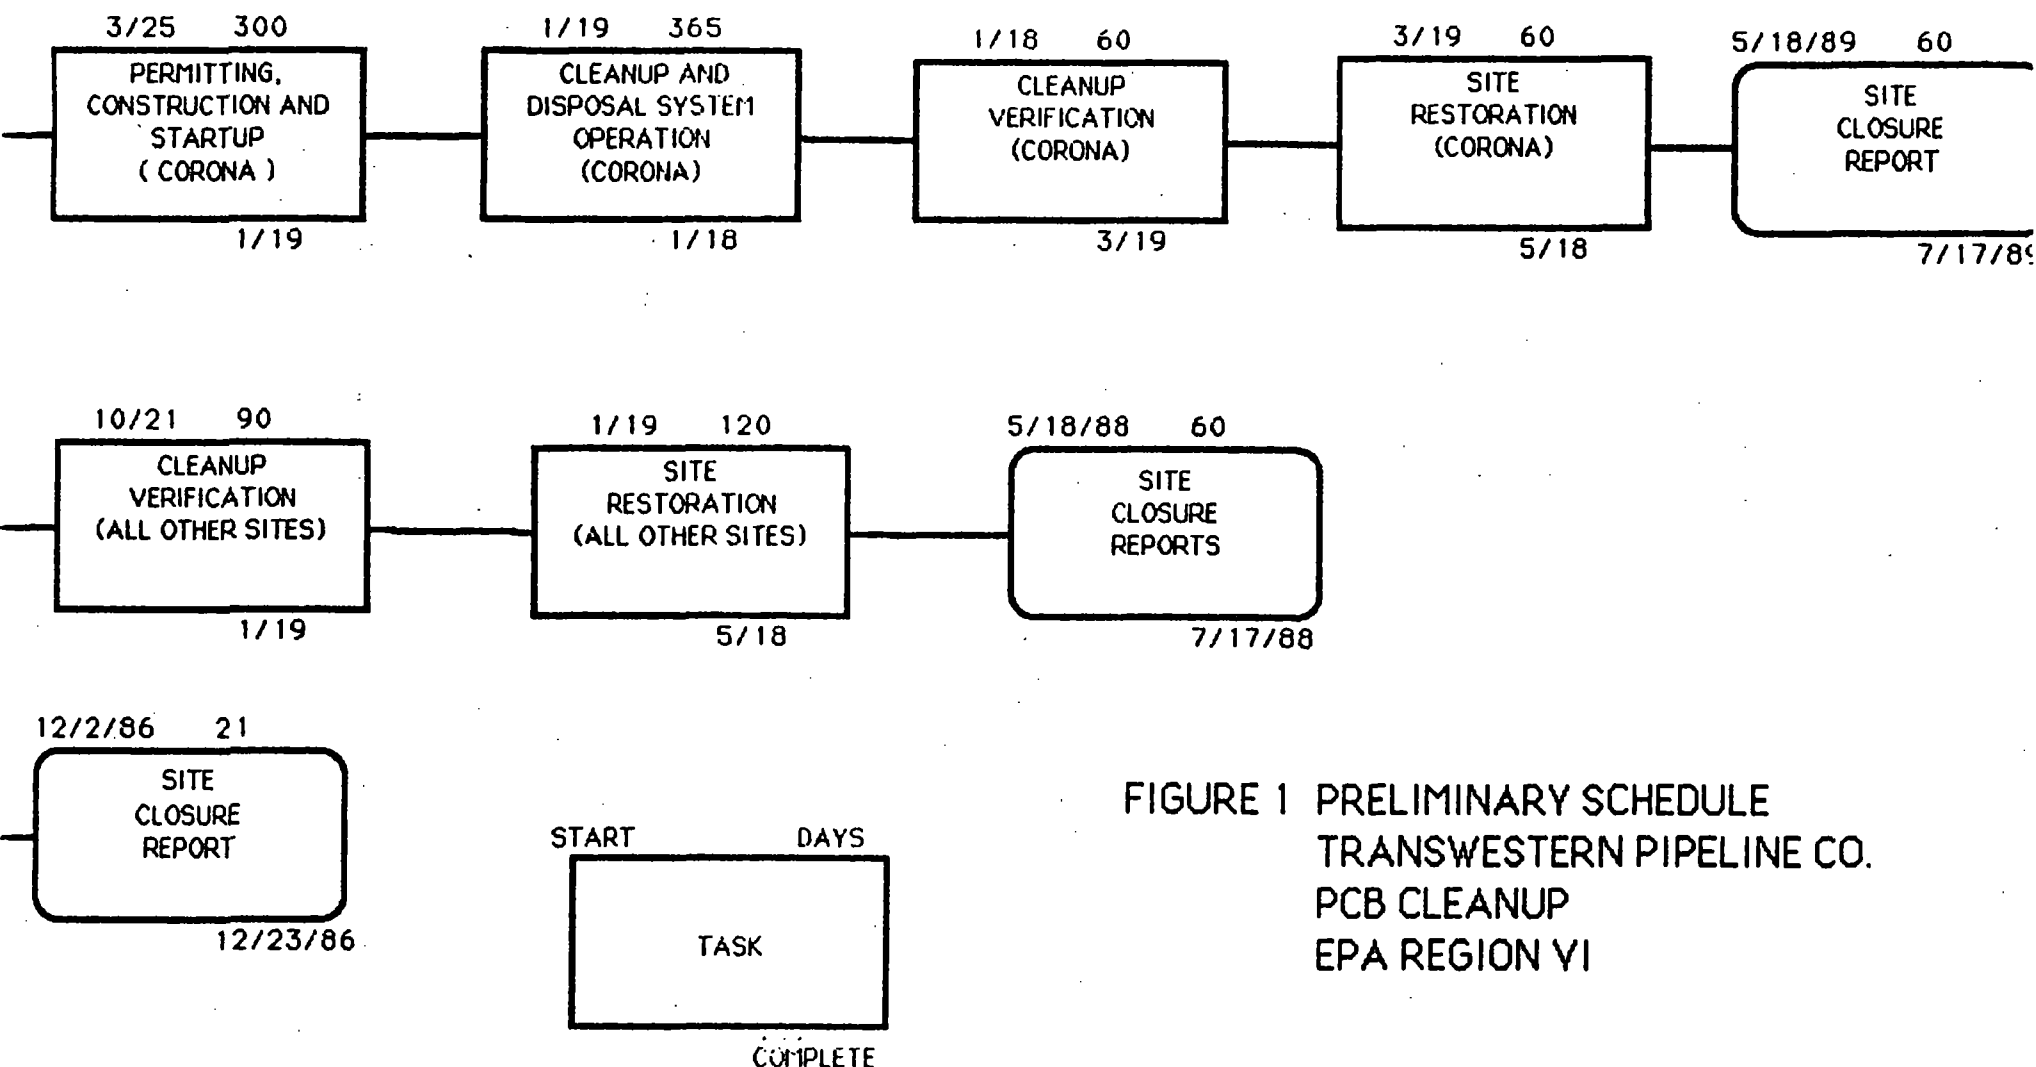 3/25 300
PERMITTING,
CONSTRUCTION AND
STARTUP
( CORONA )
1/19
1/19 365
CLEANUP AND
DISPOSAL SYSTEM
OPERATION
(CORONA)
1/18
1/18 60
CLEANUP
VERIFICATION
(CORONA)
3/19
3/19 60
SITE
RESTORATION
(CORONA)
5/18
5/18/89 60
SITE
CLOSURE
REPORT
7/17/89
10/21 90
CLEANUP
VERIFICATION
(ALL OTHER SITES)
1/19
1/19 120
SITE
RESTORATION
(ALL OTHER SITES)
5/18
5/18/88 60
SITE
CLOSURE
REPORTS
7/17/88
12/2/86 21
SITE
CLOSURE
REPORT
12/23/86
START DAYS
TASK
COMPLETE
FIGURE 1 PRELIMINARY SCHEDULE
TRANSWESTERN PIPELINE CO.
PCB CLEANUP
EPA REGION VI